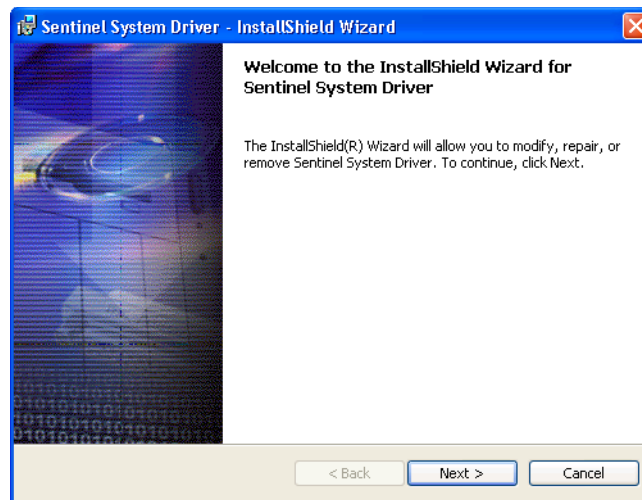 Sentinel System Driver - InstallShield Wizard
Welcome to the InstallShield Wizard for
Sentinel System Driver
The InstallShield(R) Wizard will allow you to modify, repair, or
remove Sentinel System Driver. To continue, click Next.
< Back
Next >
Cancel